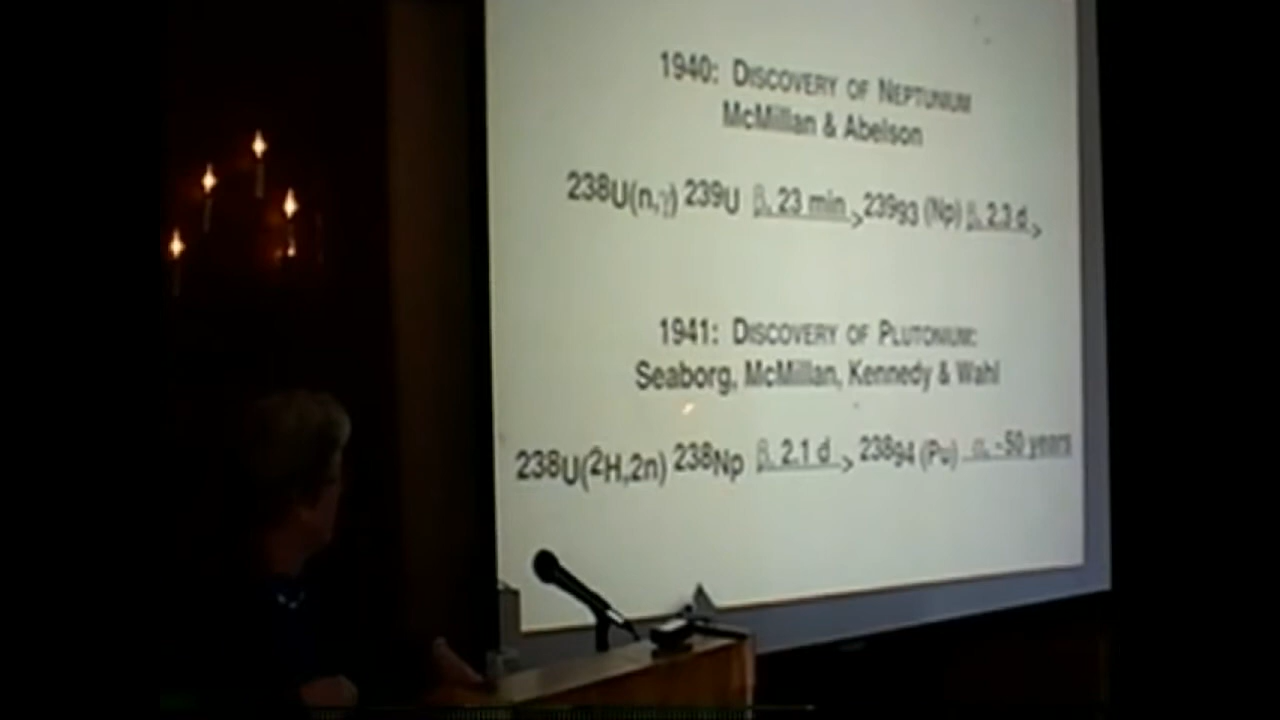 1940: DISCOVERY OF NEPTUNIUM
McMillan & Abelson
238U(n,γ) 239U β, 23 min > 23993 (Np) β, 2.3 d >
1941: DISCOVERY OF PLUTONIUM:
Seaborg, McMillan, Kennedy & Wahl
238U(2H,2n) 238Np β, 2.1 d > 23894 (Pu) α, ~50 years